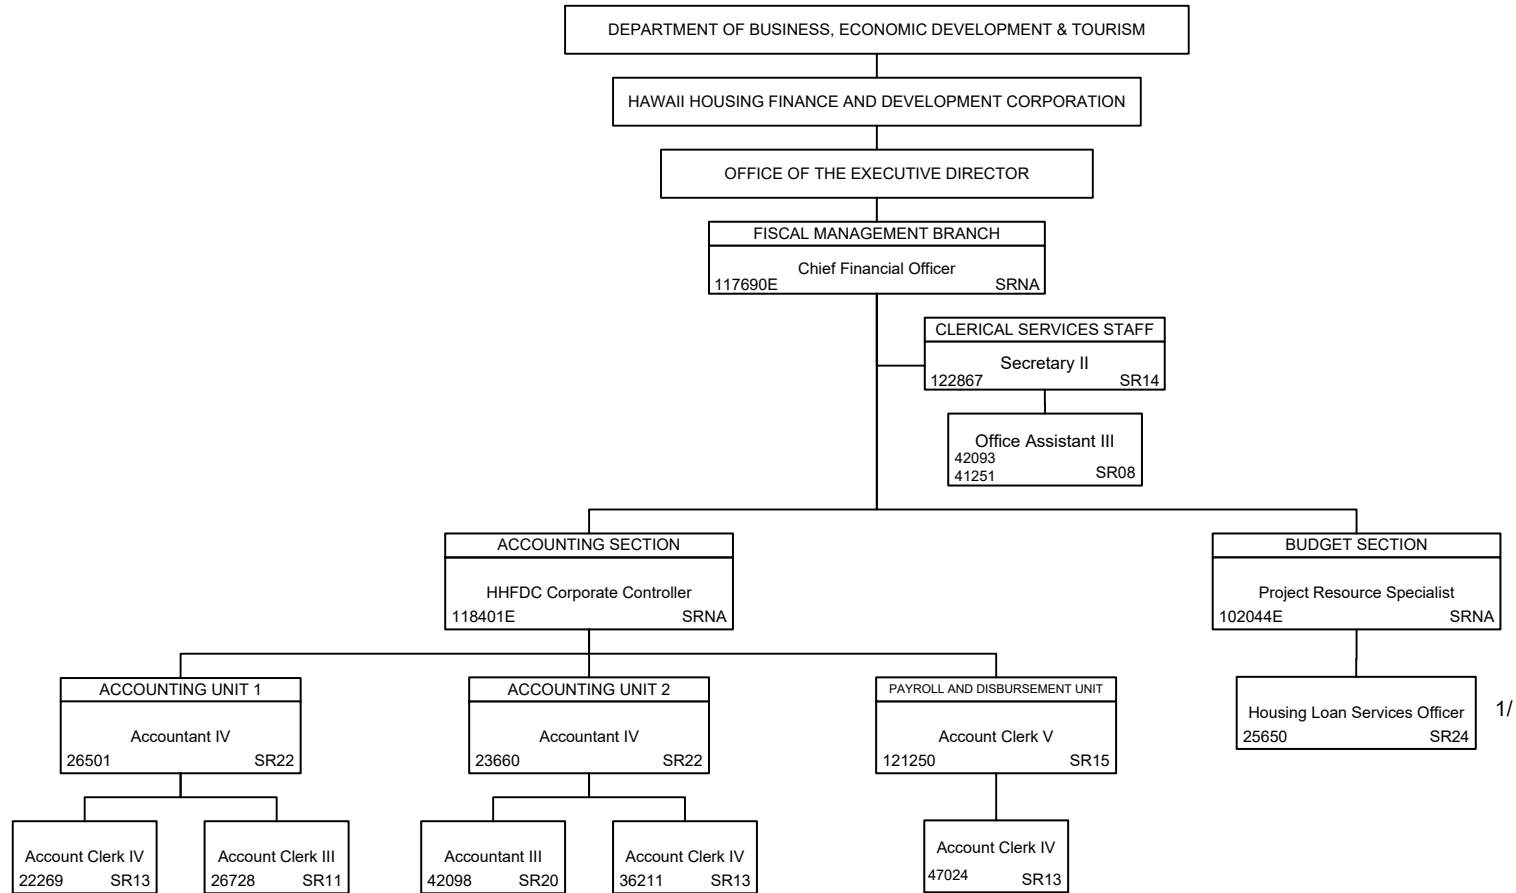 DEPARTMENT OF BUSINESS, ECONOMIC DEVELOPMENT & TOURISM
HAWAII HOUSING FINANCE AND DEVELOPMENT CORPORATION
OFFICE OF THE EXECUTIVE DIRECTOR
FISCAL MANAGEMENT BRANCH
Chief Financial Officer
117690E SRNA
CLERICAL SERVICES STAFF
Secretary II
122867 SR14
Office Assistant III
42093
41251 SR08
ACCOUNTING SECTION
HHFDC Corporate Controller
118401E SRNA
BUDGET SECTION
Project Resource Specialist
102044E SRNA
ACCOUNTING UNIT 1
Accountant IV
26501 SR22
ACCOUNTING UNIT 2
Accountant IV
23660 SR22
PAYROLL AND DISBURSEMENT UNIT
Account Clerk V
121250 SR15
Housing Loan Services Officer
25650 SR24
1/
Account Clerk IV
22269 SR13
Account Clerk III
26728 SR11
Accountant III
42098 SR20
Account Clerk IV
36211 SR13
Account Clerk IV
47024 SR13